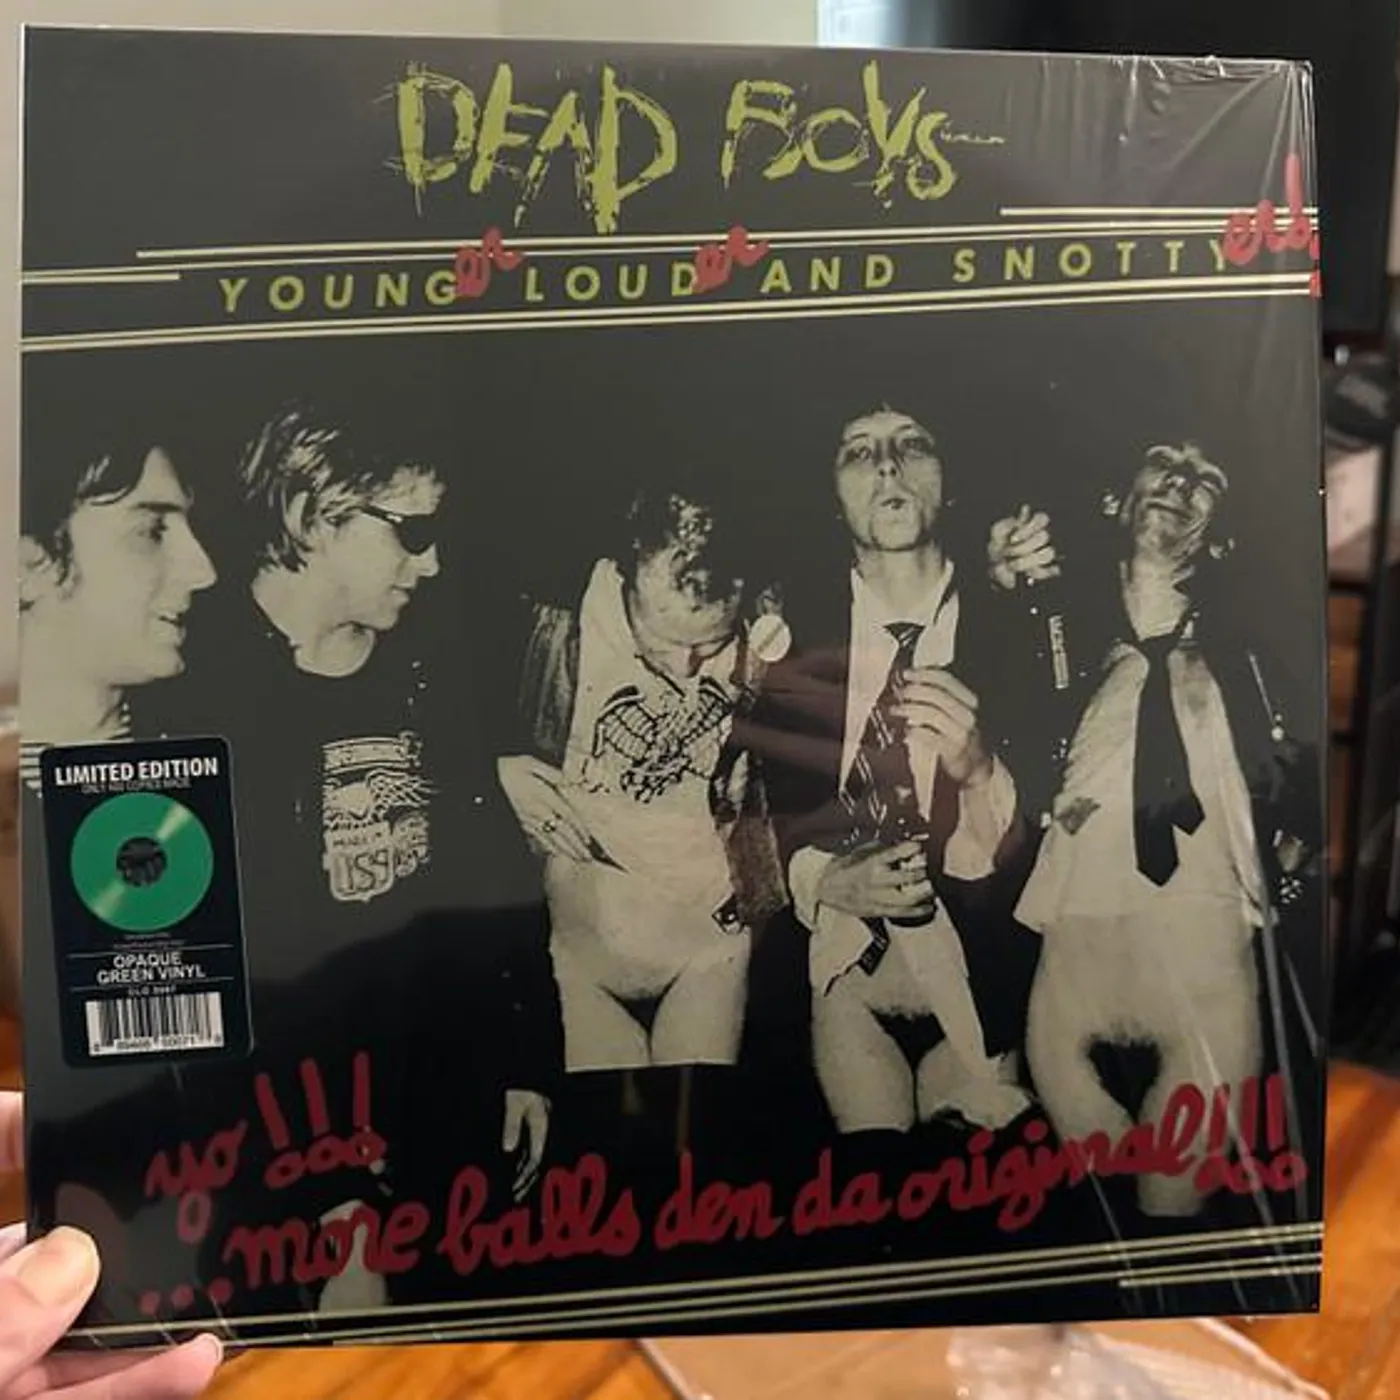 DEAD BOYS
YOUNGer LOUDer AND SNOTTYer!
LIMITED EDITION
OPAQUE
GREEN VINYL
yo!!!
...more balls den da original!!!